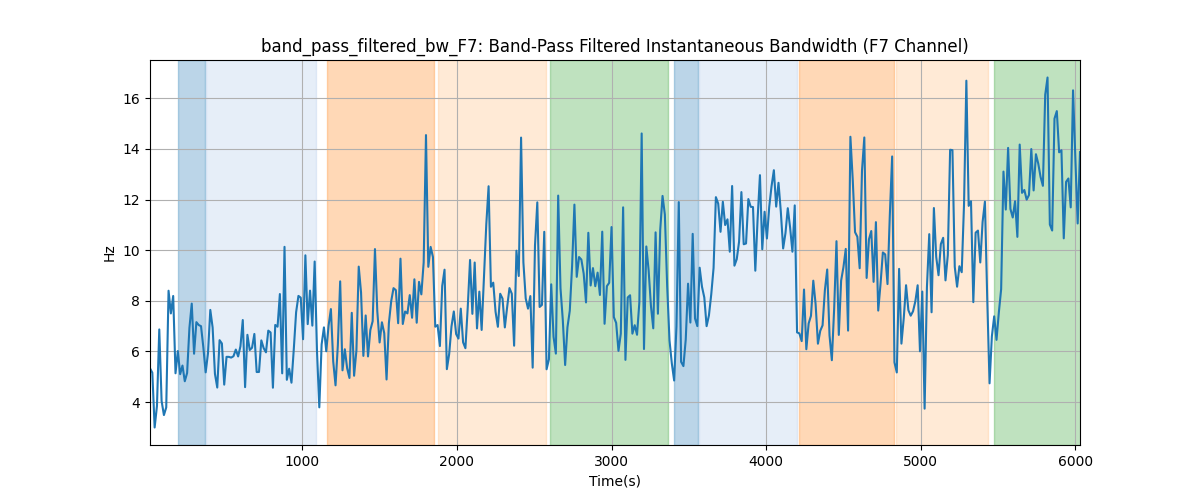 band_pass_filtered_bw_F7: Band-Pass Filtered Instantaneous Bandwidth (F7 Channel)
16
14
12
10
8
6
4
Hz
1000 2000 3000 4000 5000 6000
Time(s)